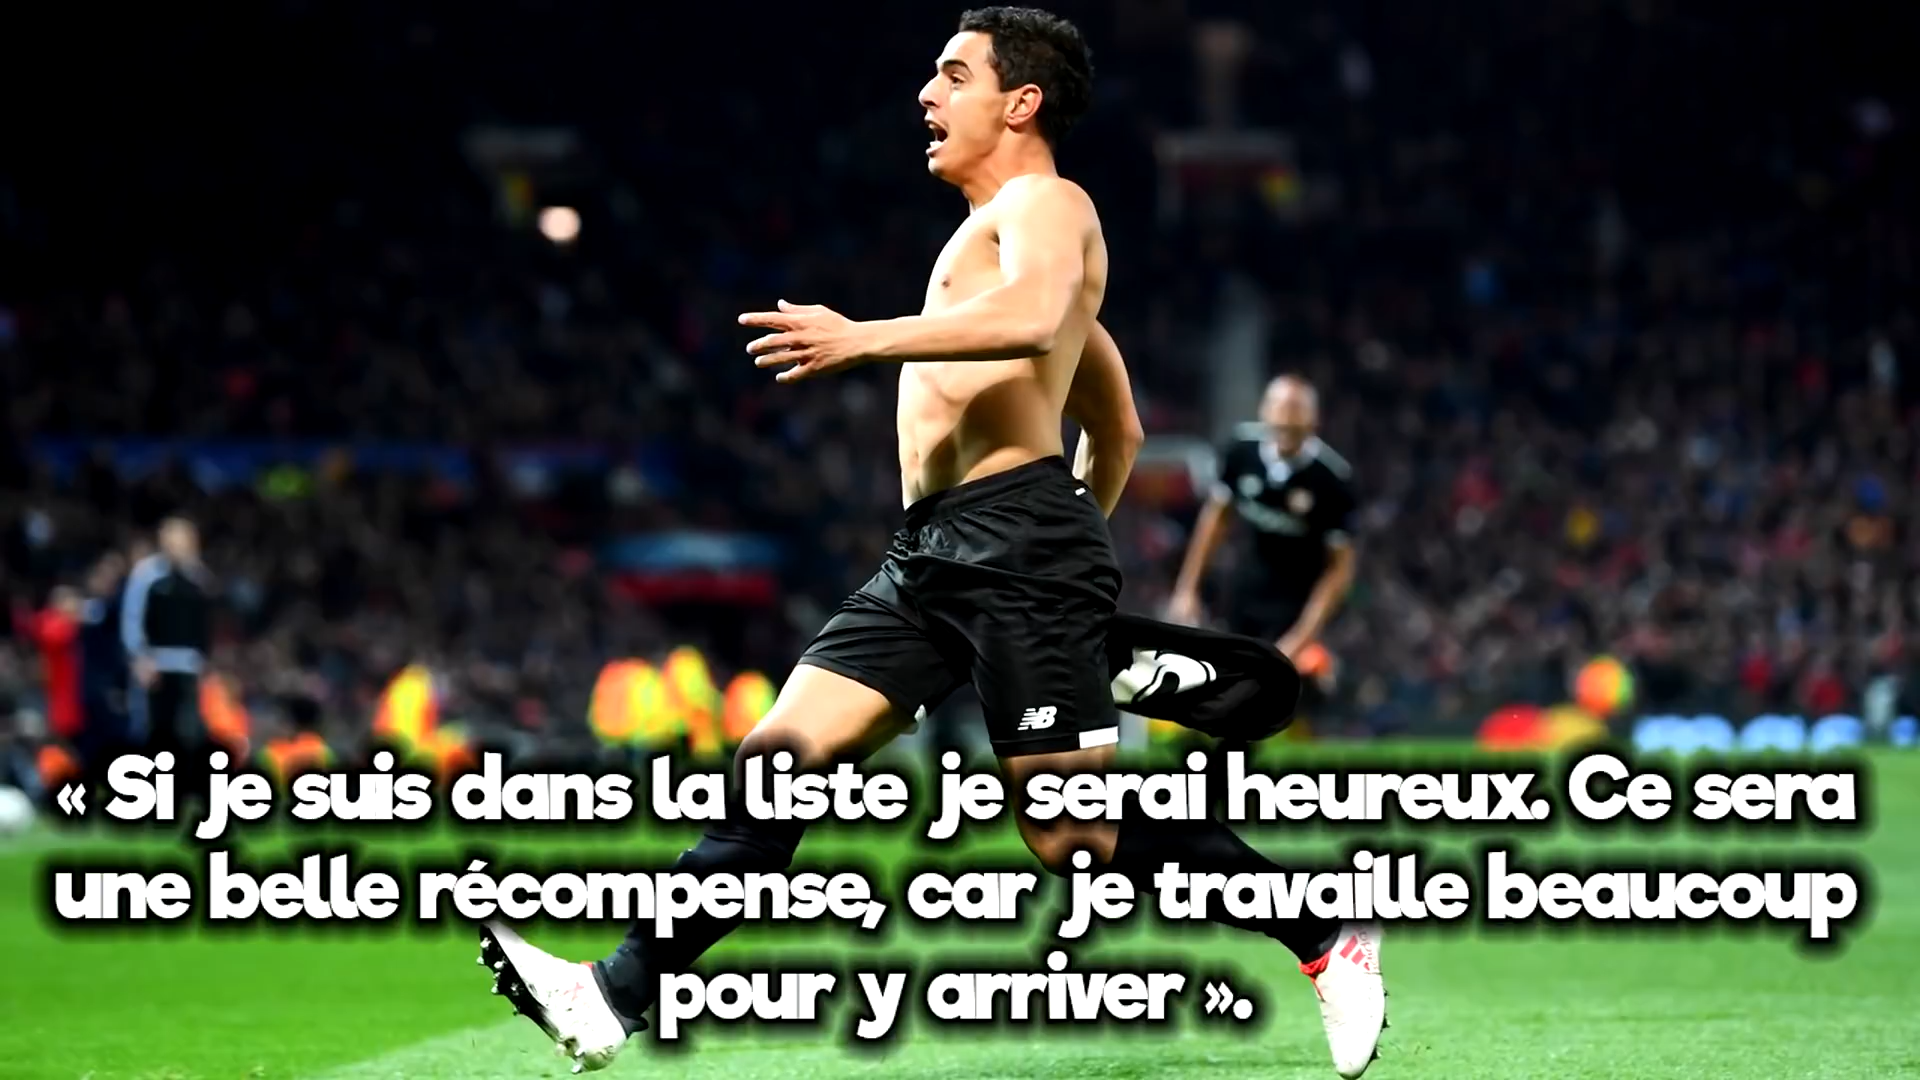 « Si je suis dans la liste je serai heureux. Ce sera
une belle récompense, car je travaille beaucoup
pour y arriver ».
NB